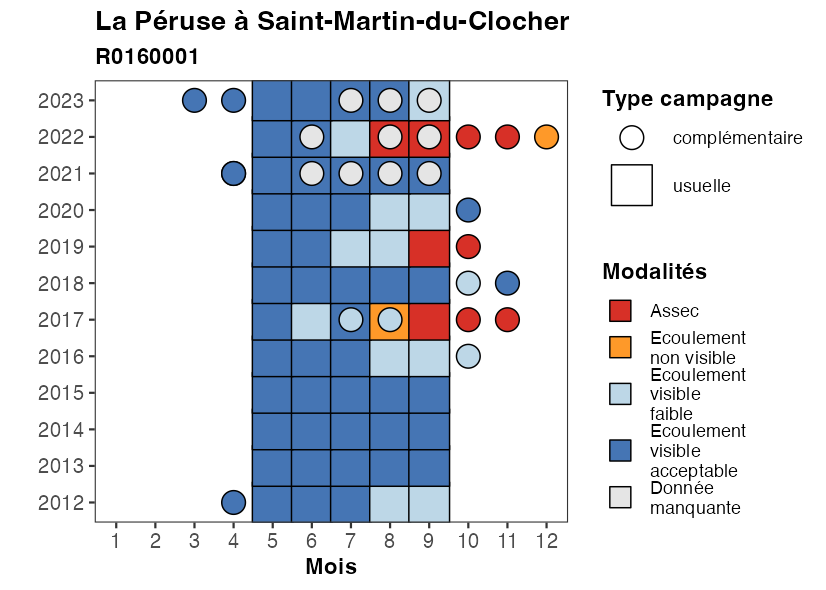 La Péruse à Saint-Martin-du-Clocher
R0160001
2023
2022
2021
2020
2019
2018
2017
2016
2015
2014
2013
2012
1 2 3 4 5 6 7 8 9 10 11 12
Mois
Type campagne
complémentaire
usuelle
Modalités
Assec
Ecoulement
non visible
Ecoulement
visible
faible
Ecoulement
visible
acceptable
Donnée
manquante